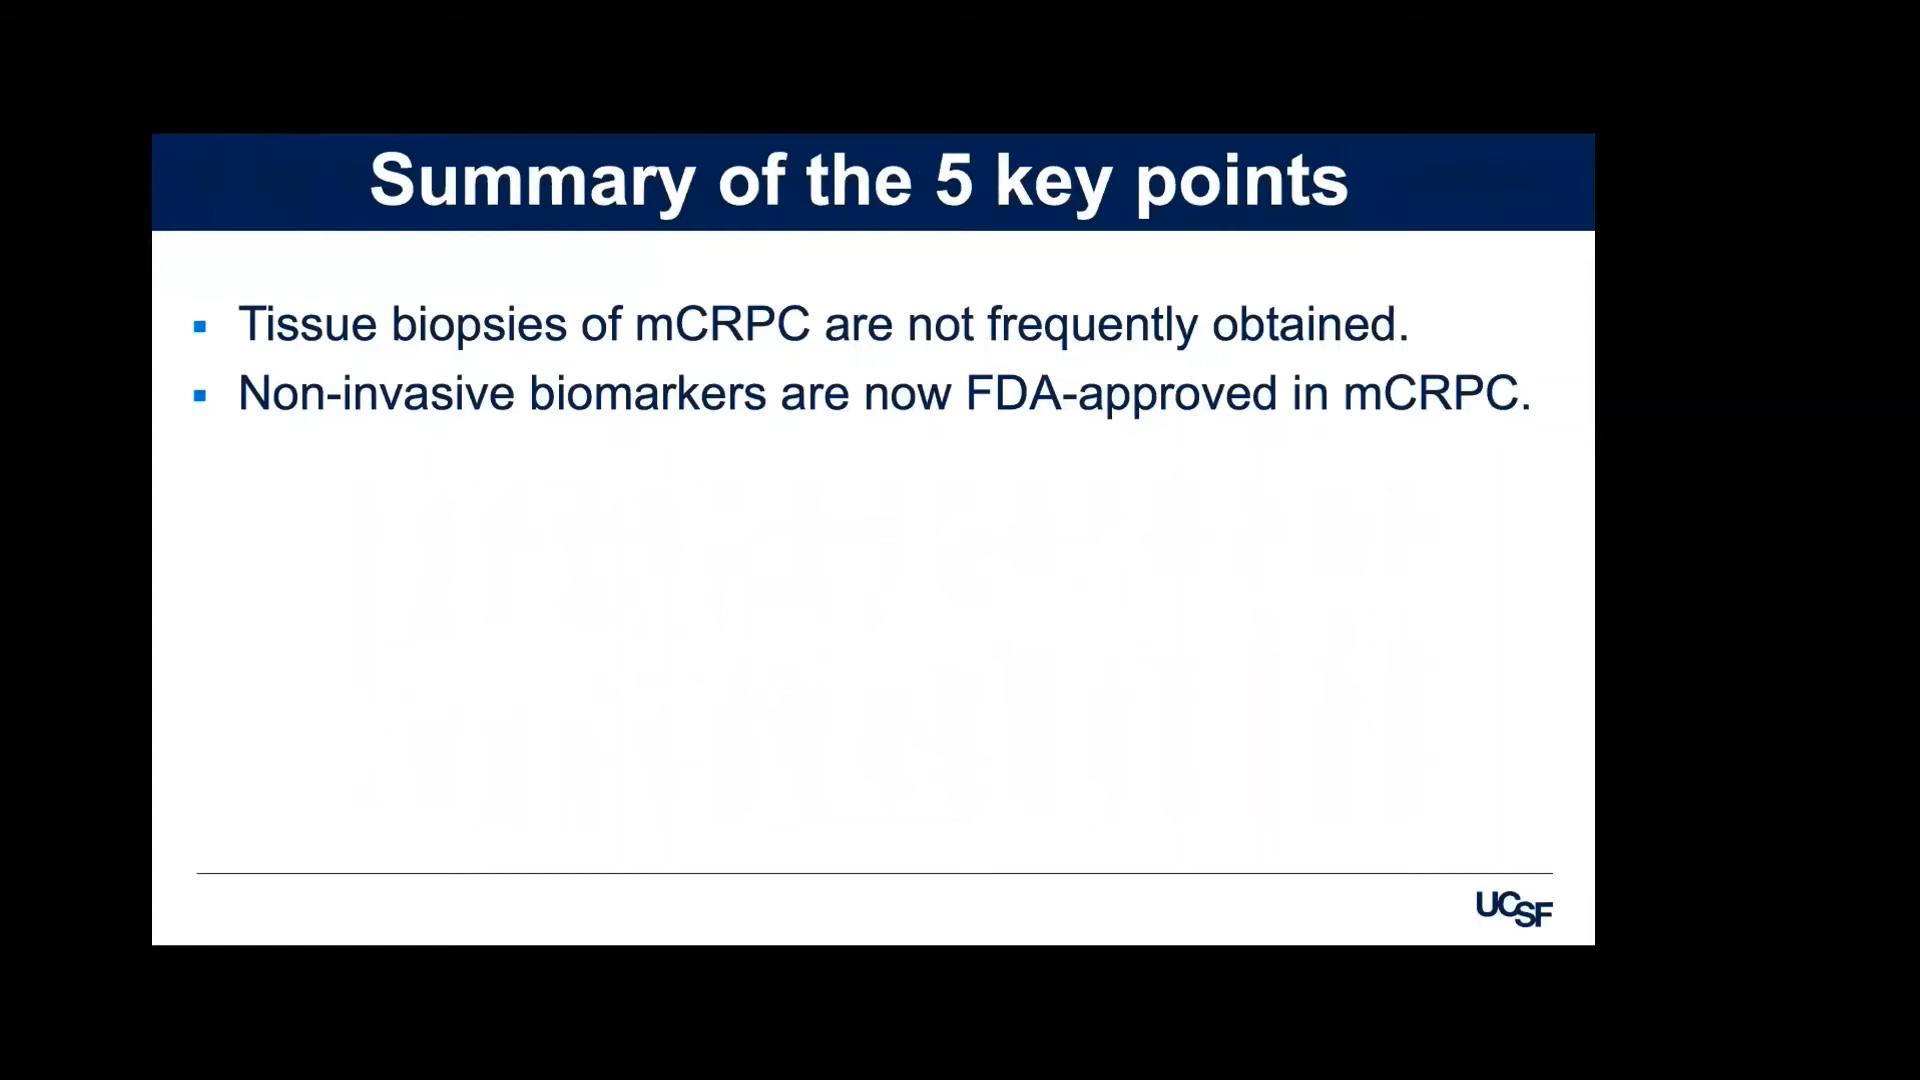 Summary of the 5 key points
▪ Tissue biopsies of mCRPC are not frequently obtained.
▪ Non-invasive biomarkers are now FDA-approved in mCRPC.
UCSF